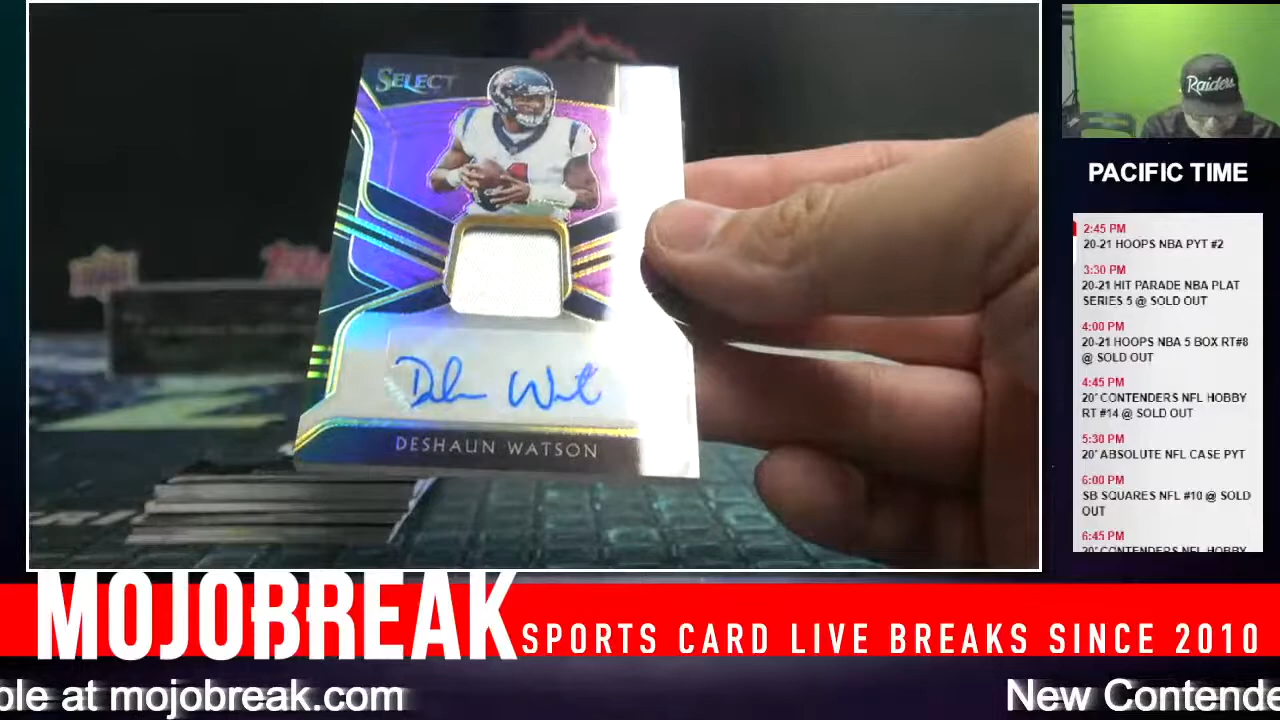 SELECT
DESHAUN WATSON
Raiders
PACIFIC TIME
2:45 PM
20-21 HOOPS NBA PYT #2
3:30 PM
20-21 HIT PARADE NBA PLAT
SERIES 5 @ SOLD OUT
4:00 PM
20-21 HOOPS NBA 5 BOX RT#8
@ SOLD OUT
4:45 PM
20' CONTENDERS NFL HOBBY
RT #14 @ SOLD OUT
5:30 PM
20' ABSOLUTE NFL CASE PYT
6:00 PM
SB SQUARES NFL #10 @ SOLD
OUT
6:45 PM
20' CONTENDERS NFL HOBBY
MOJOBREAK
SPORTS CARD LIVE BREAKS SINCE 2010
ble at mojobreak.com
New Contende